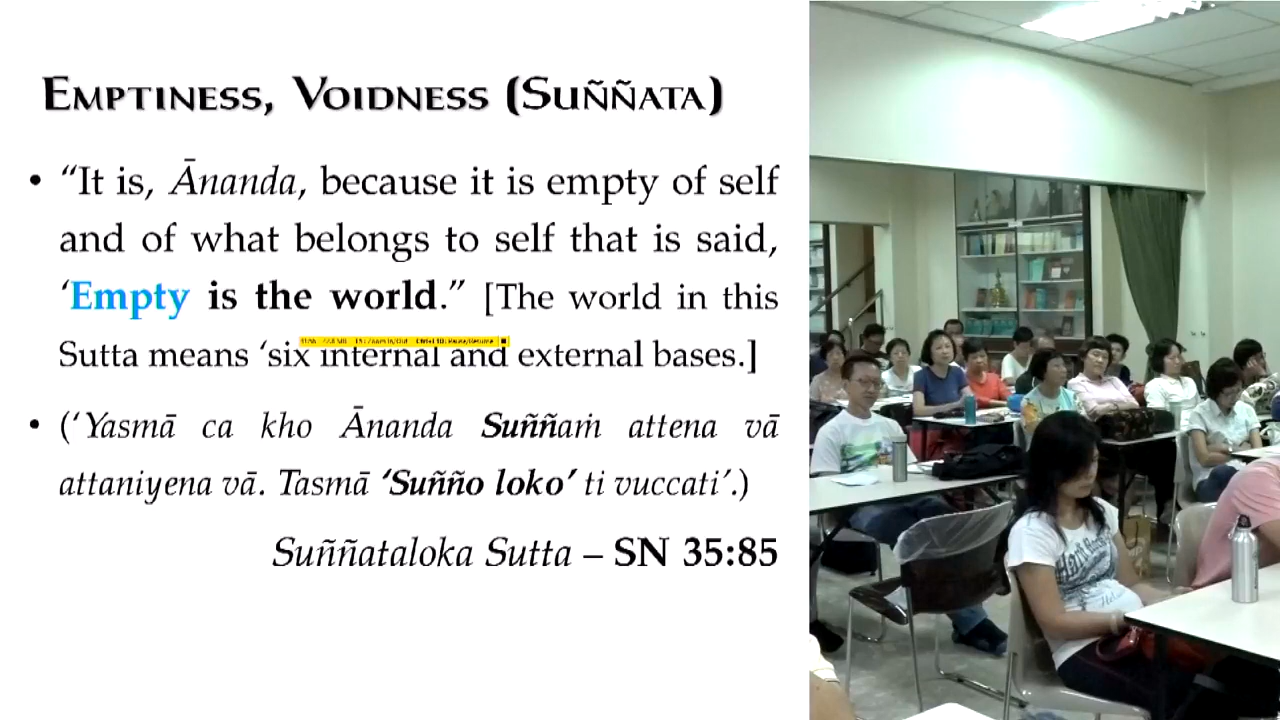 Emptiness, Voidness (Suññata)
• “It is, Ānanda, because it is empty of self
and of what belongs to self that is said,
‘Empty is the world.” [The world in this
Sutta means ‘six internal and external bases.]
• (‘Yasmā ca kho Ānanda Suññaṁ attena vā
attaniyena vā. Tasmā ‘Suñño loko’ ti vuccati’.)
Suññataloka Sutta – SN 35:85